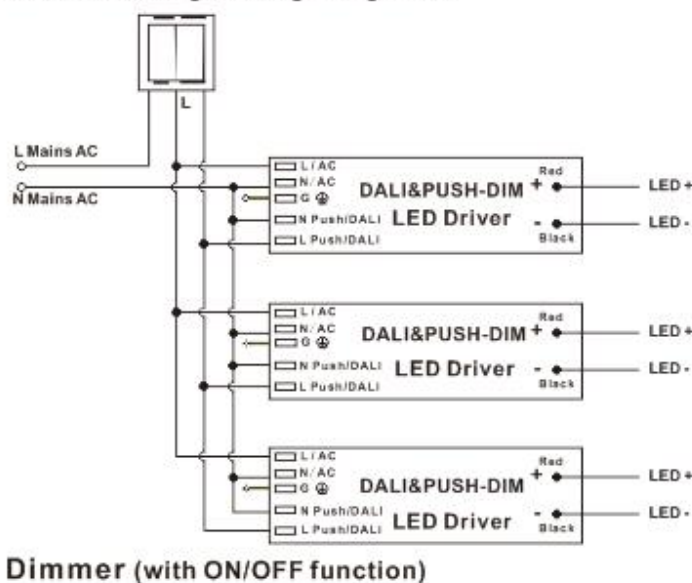 L
L Mains AC
N Mains AC
L/AC
N/AC
G
N Push/DALI
L Push/DALI
DALI&PUSH-DIM
LED Driver
Red
+
-
Black
LED +
LED -
L/AC
N/AC
G
N Push/DALI
L Push/DALI
DALI&PUSH-DIM
LED Driver
Red
+
-
Black
LED +
LED -
L/AC
N/AC
G
N Push/DALI
L Push/DALI
DALI&PUSH-DIM
LED Driver
Red
+
-
Black
LED +
LED -
Dimmer (with ON/OFF function)